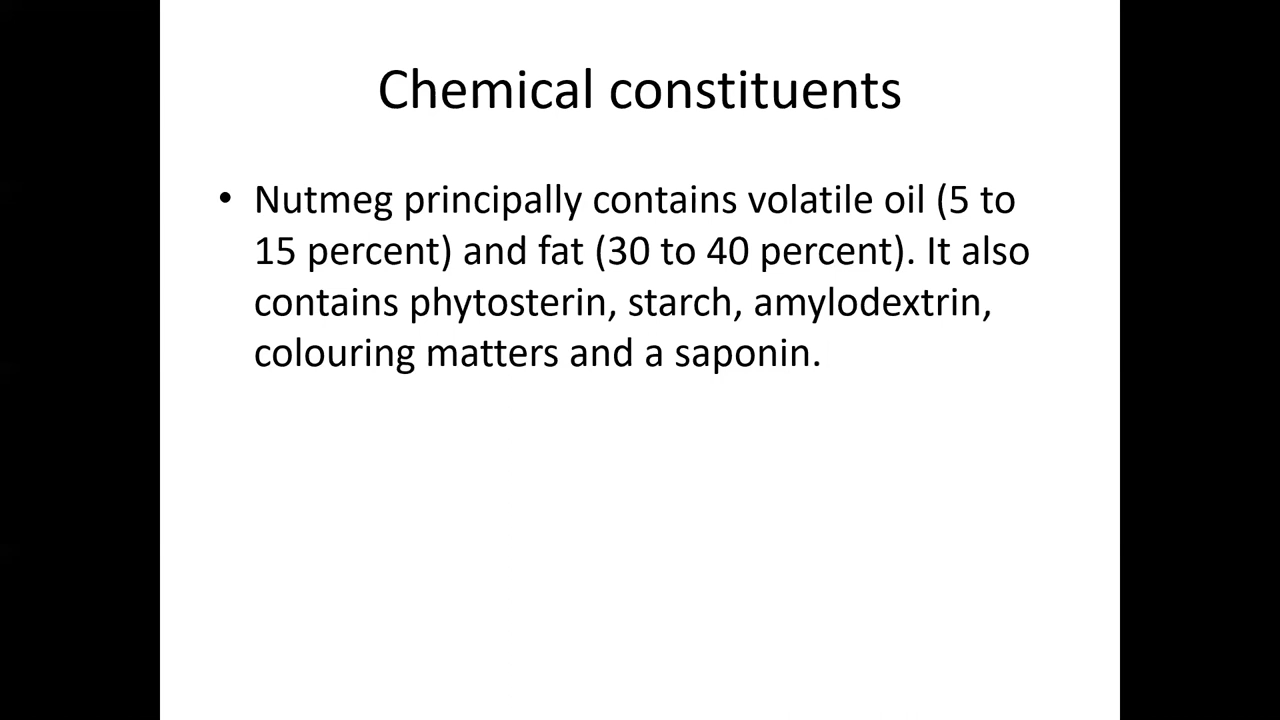 Chemical constituents
• Nutmeg principally contains volatile oil (5 to
15 percent) and fat (30 to 40 percent). It also
contains phytosterin, starch, amylodextrin,
colouring matters and a saponin.